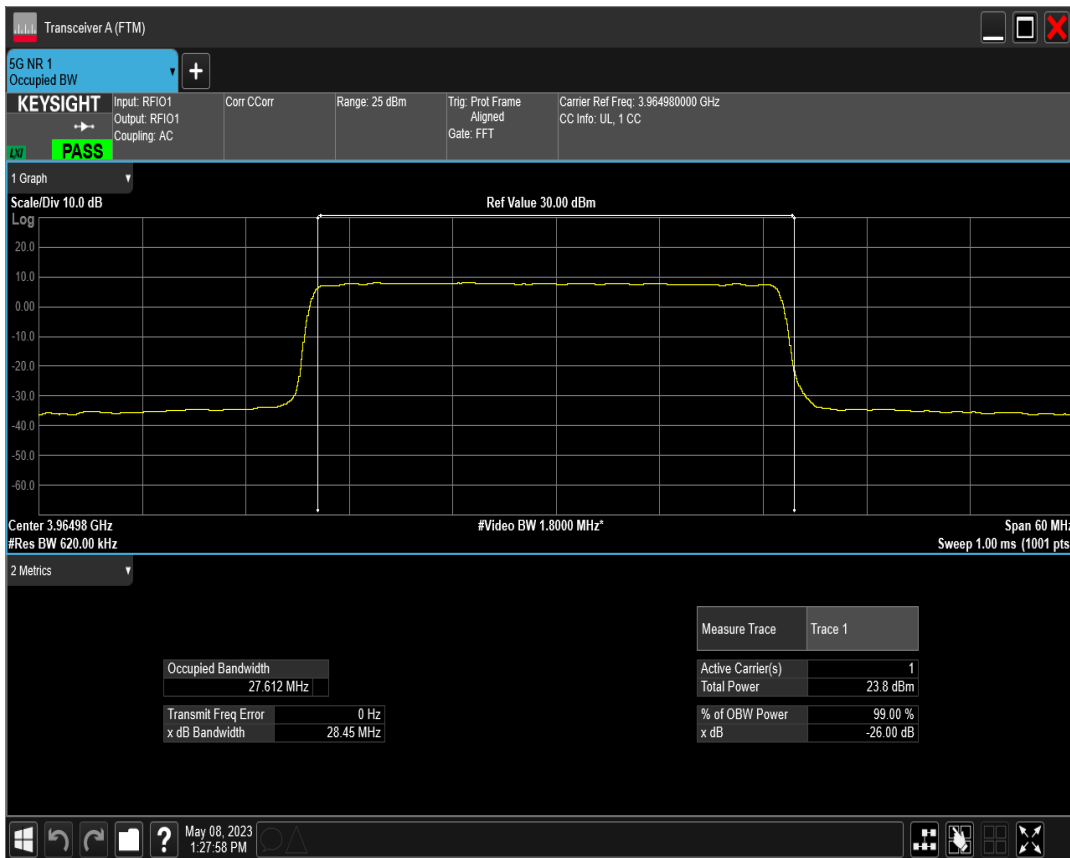 Transceiver A (FTM)
5G NR 1
Occupied BW
+
KEYSIGHT
LXI
PASS
Input: RFIO1
Output: RFIO1
Coupling: AC
Corr CCorr
Range: 25 dBm
Trig: Prot Frame
Aligned
Gate: FFT
Carrier Ref Freq: 3.964980000 GHz
CC Info: UL, 1 CC
1 Graph
Scale/Div 10.0 dB
Ref Value 30.00 dBm
Log
20.0
10.0
0.00
-10.0
-20.0
-30.0
-40.0
-50.0
-60.0
Center 3.96498 GHz
#Video BW 1.8000 MHz*
Span 60 MHz
#Res BW 620.00 kHz
Sweep 1.00 ms (1001 pts
2 Metrics
Measure Trace Trace 1
Occupied Bandwidth
27.612 MHz
Active Carrier(s) 1
Total Power 23.8 dBm
Transmit Freq Error 0 Hz
x dB Bandwidth 28.45 MHz
% of OBW Power 99.00 %
x dB -26.00 dB
?
May 08, 2023
1:27:58 PM